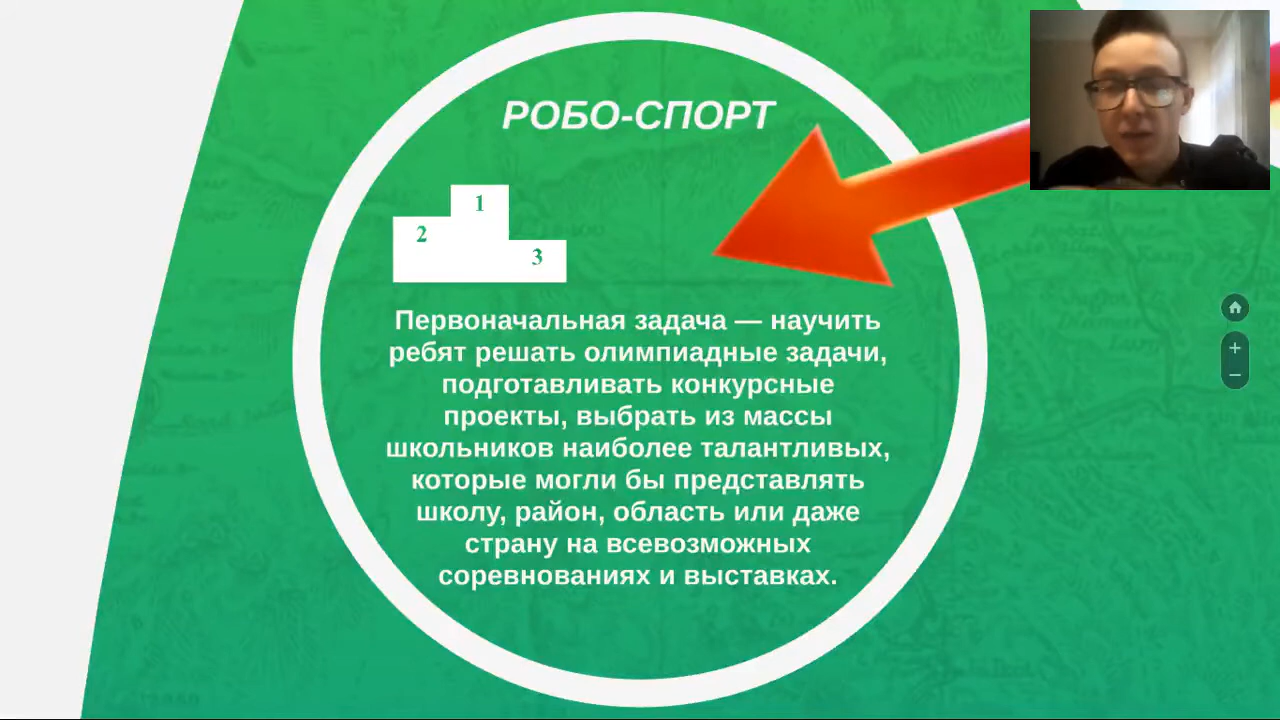 РОБО-СПОРТ
1
2
3
Первоначальная задача — научить
ребят решать олимпиадные задачи,
подготавливать конкурсные
проекты, выбрать из массы
школьников наиболее талантливых,
которые могли бы представлять
школу, район, область или даже
страну на всевозможных
соревнованиях и выставках.